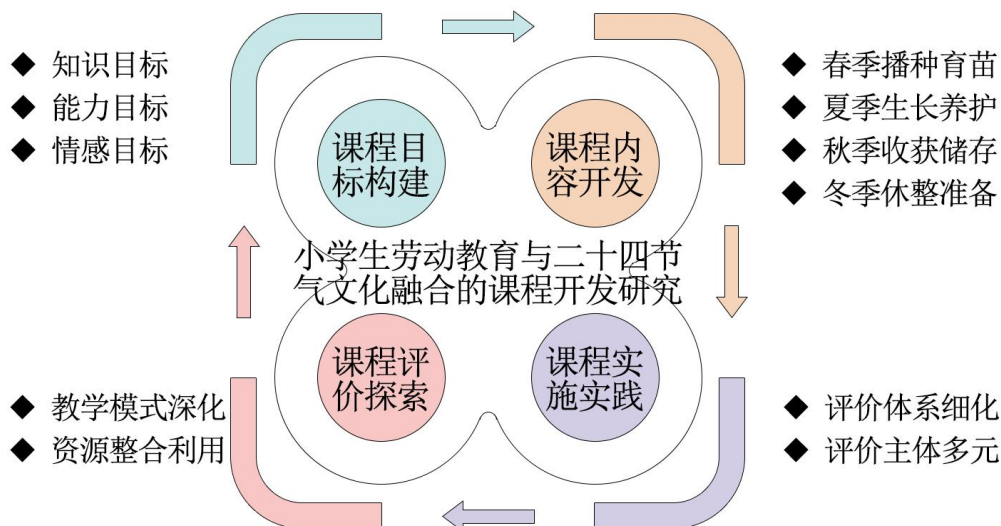 知识目标
能力目标
情感目标
课程目
标构建
课程内
容开发
春季播种育苗
夏季生长养护
秋季收获储存
冬季休整准备
小学生劳动教育与二十四节
气文化融合的课程开发研究
教学模式深化
资源整合利用
课程评
价探索
课程实
施实践
评价体系细化
评价主体多元